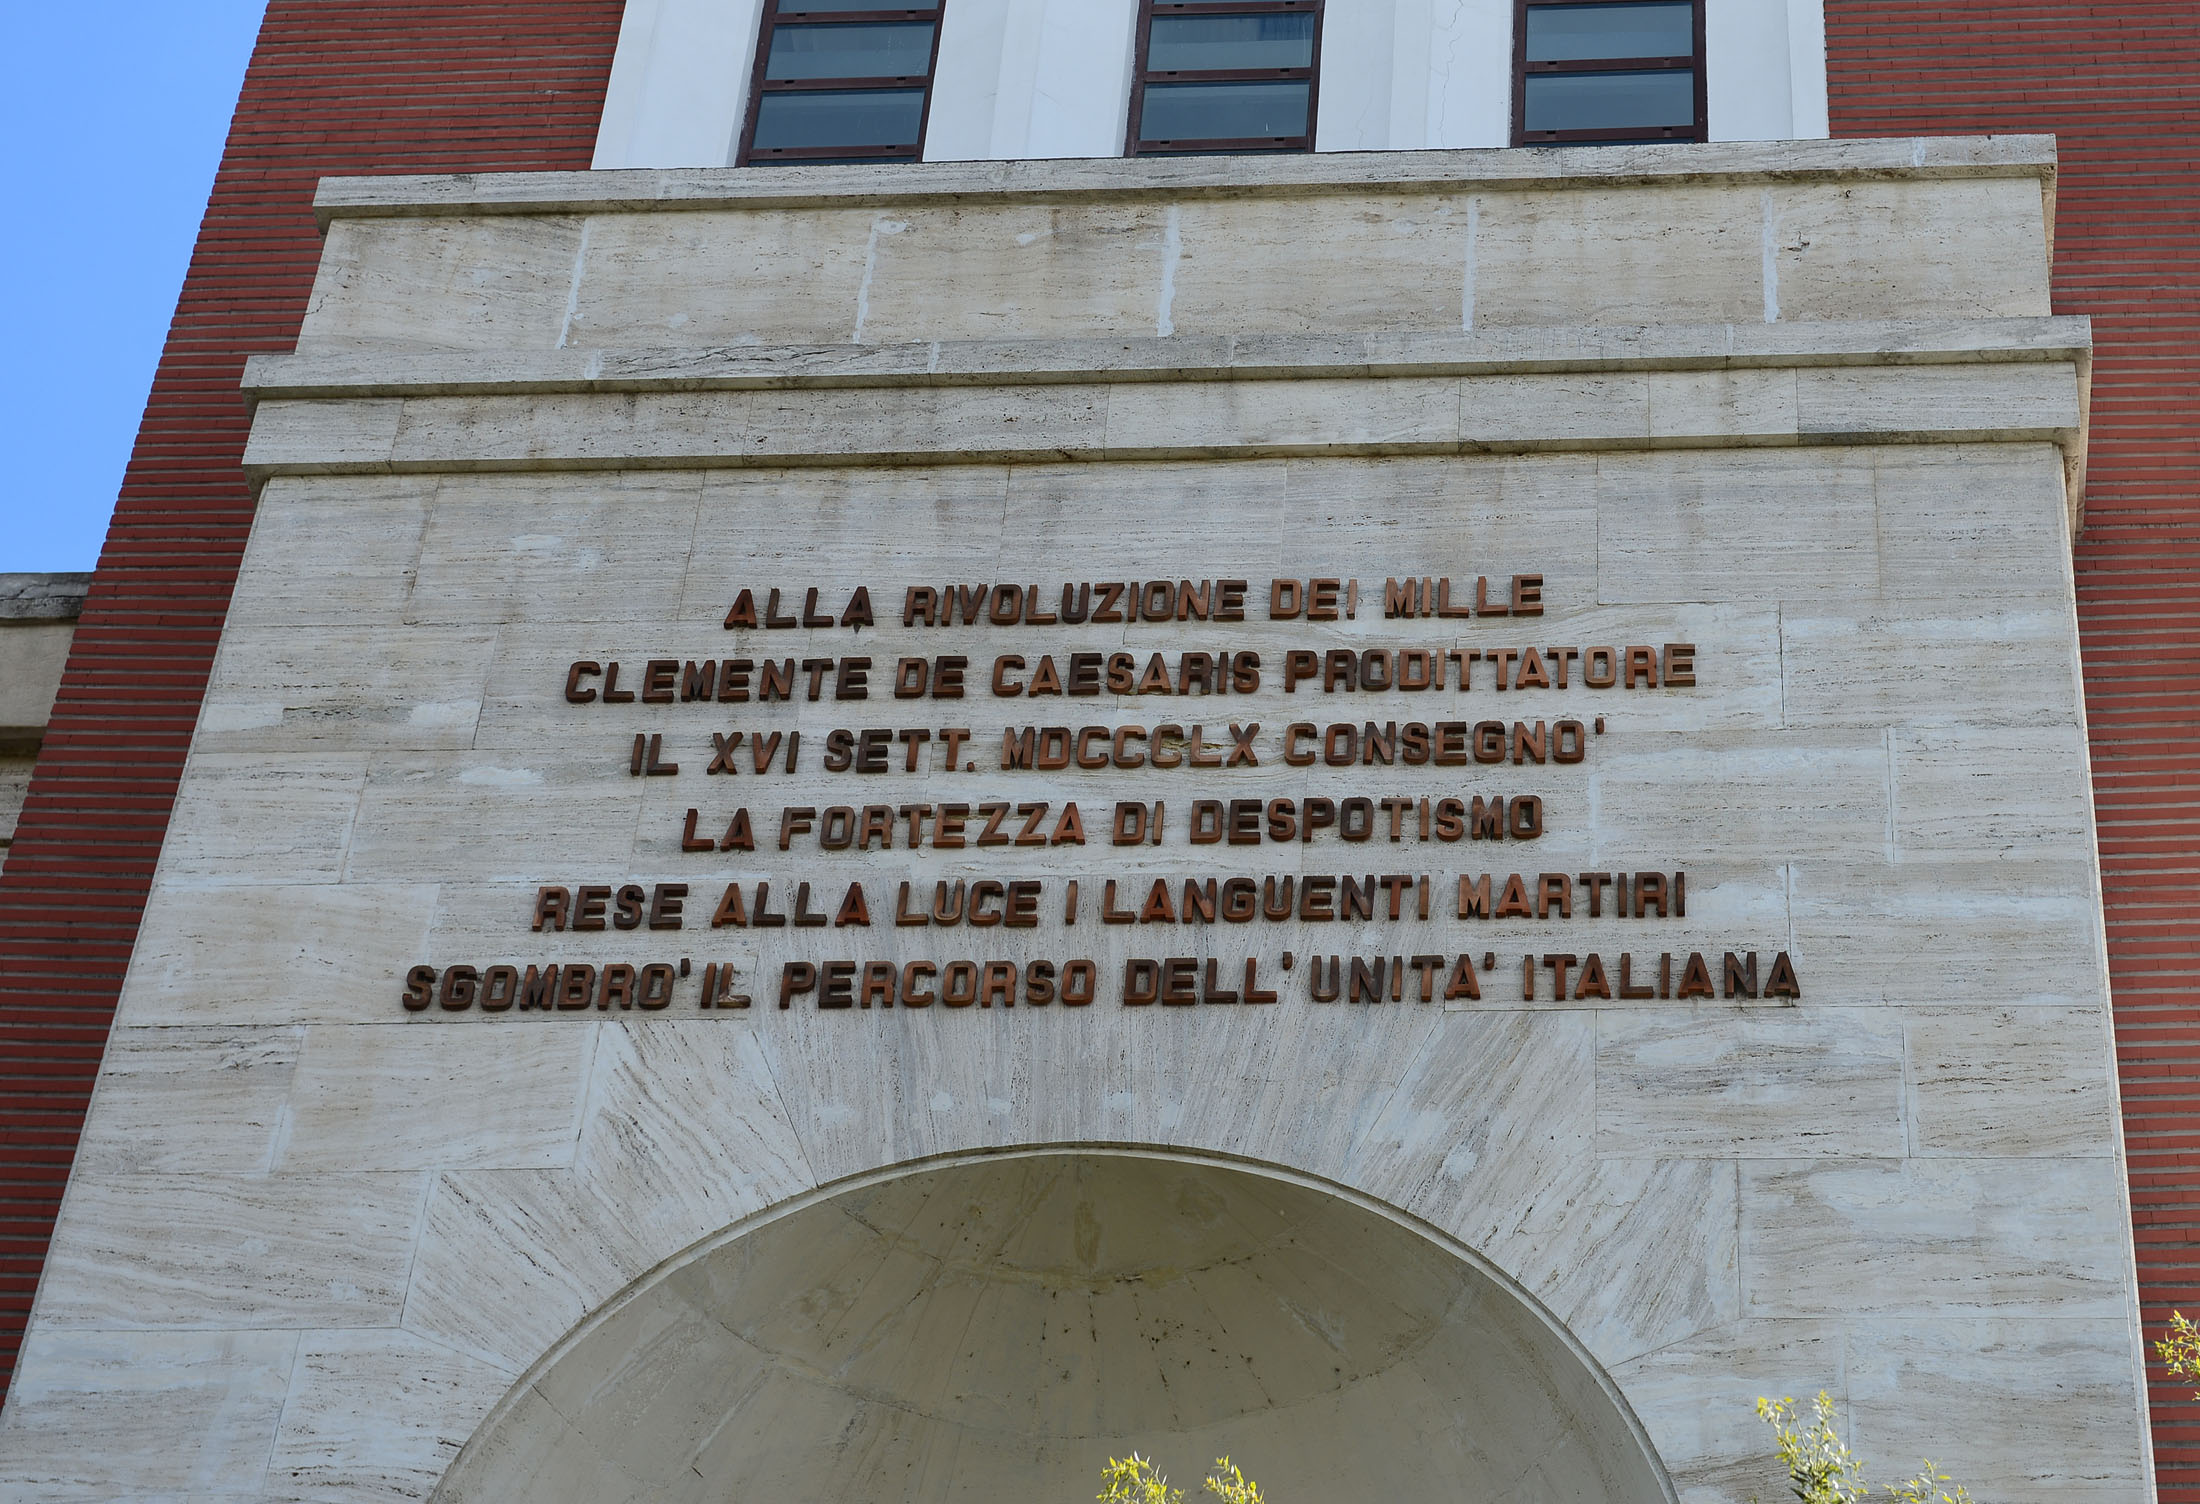 ALLA RIVOLUZIONE DEI MILLE
CLEMENTE DE CAESARIS PRODITTATORE
IL XVI SETT. MDCCCLX CONSEGNO'
LA FORTEZZA DI DESPOTISMO
RESE ALLA LUCE I LANGUENTI MARTIRI
SGOMBRO' IL PERCORSO DELL'UNITA' ITALIANA